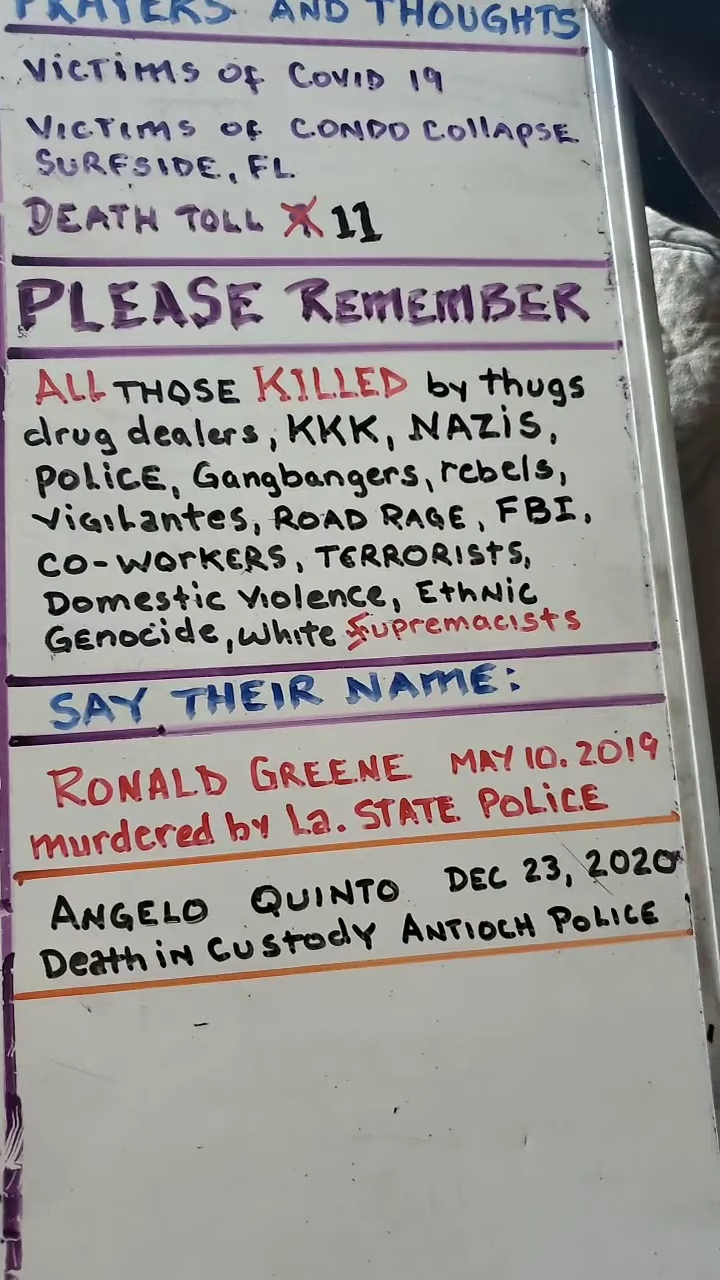 PRAYERS AND THOUGHTS
VICTIMS OF COVID 19
VICTIMS OF CONDO COLLAPSE
SURFSIDE, FL
DEATH TOLL 11
PLEASE REMEMBER
ALL THOSE KILLED by thugs
drug dealers, KKK, NAZIS,
POLICE, Gangbangers, rebels,
Vigilantes, ROAD RAGE, FBI,
CO-WORKERS, TERRORISTS,
Domestic Violence, EthNic
GENOCIDE, White Supremacists
SAY THEIR NAME:
RONALD GREENE MAY 10. 2019
murdered by La. STATE POLICE
ANGELO QUINTO DEC 23, 2020
Death iN Custody ANTIOCH POLICE